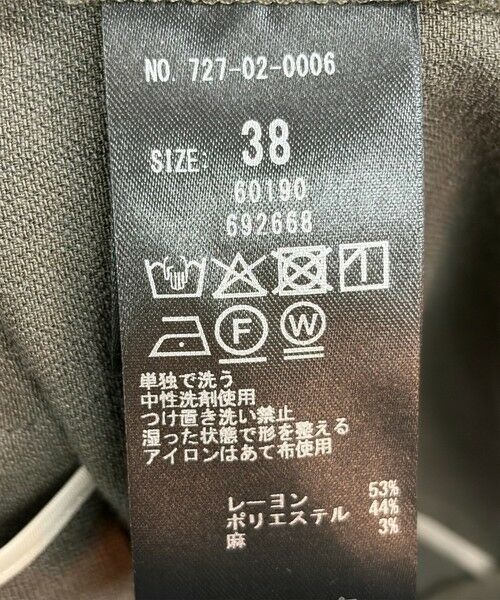 NO. 727-02-0006
SIZE: 38
60190
692668
F W
単独で洗う
中性洗剤使用
つけ置き洗い禁止
湿った状態で形を整える
アイロンはあて布使用
レーヨン 53%
ポリエステル 44%
麻 3%